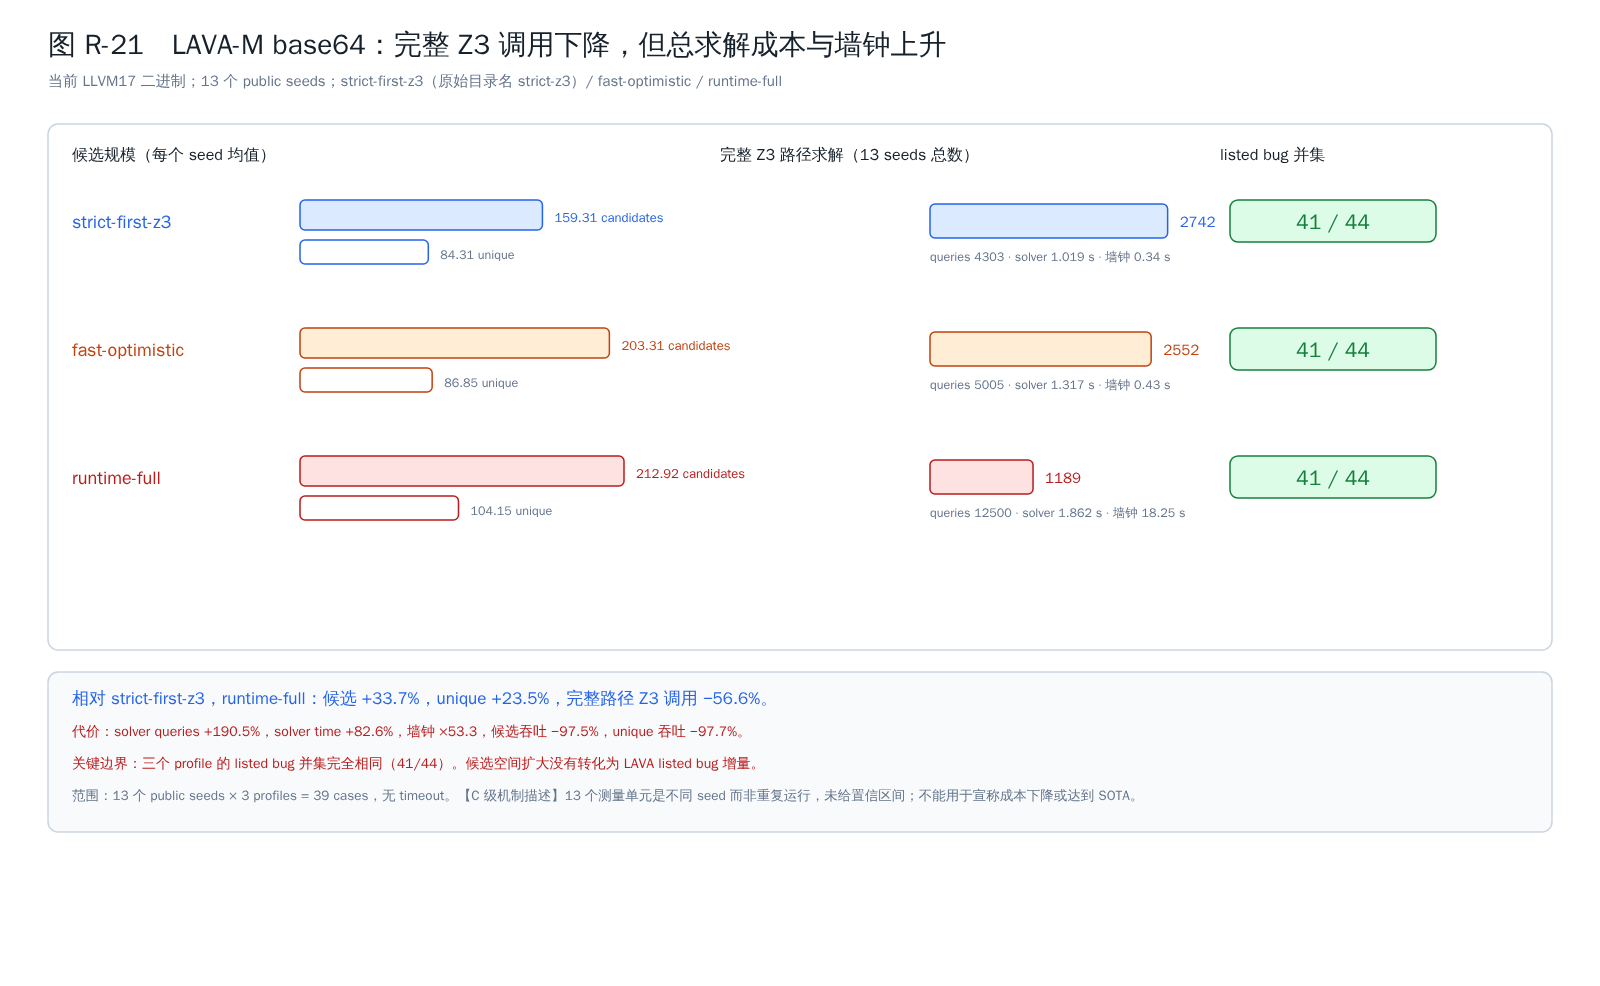 图 R-21 LAVA-M base64：完整 Z3 调用下降，但总求解成本与墙钟上升
当前 LLVM17 二进制；13 个 public seeds；strict-first-z3（原始目录名 strict-z3）/ fast-optimistic / runtime-full
候选规模（每个 seed 均值）
完整 Z3 路径求解（13 seeds 总数）
listed bug 并集
strict-first-z3
159.31 candidates
84.31 unique
2742
queries 4303 · solver 1.019 s · 墙钟 0.34 s
41 / 44
fast-optimistic
203.31 candidates
86.85 unique
2552
queries 5005 · solver 1.317 s · 墙钟 0.43 s
41 / 44
runtime-full
212.92 candidates
104.15 unique
1189
queries 12500 · solver 1.862 s · 墙钟 18.25 s
41 / 44
相对 strict-first-z3，runtime-full：候选 +33.7%，unique +23.5%，完整路径 Z3 调用 −56.6%。
代价：solver queries +190.5%，solver time +82.6%，墙钟 ×53.3，候选吞吐 −97.5%，unique 吞吐 −97.7%。
关键边界：三个 profile 的 listed bug 并集完全相同（41/44）。候选空间扩大没有转化为 LAVA listed bug 增量。
范围：13 个 public seeds × 3 profiles = 39 cases，无 timeout。【C 级机制描述】13 个测量单元是不同 seed 而非重复运行，未给置信区间；不能用于宣称成本下降或达到 SOTA。